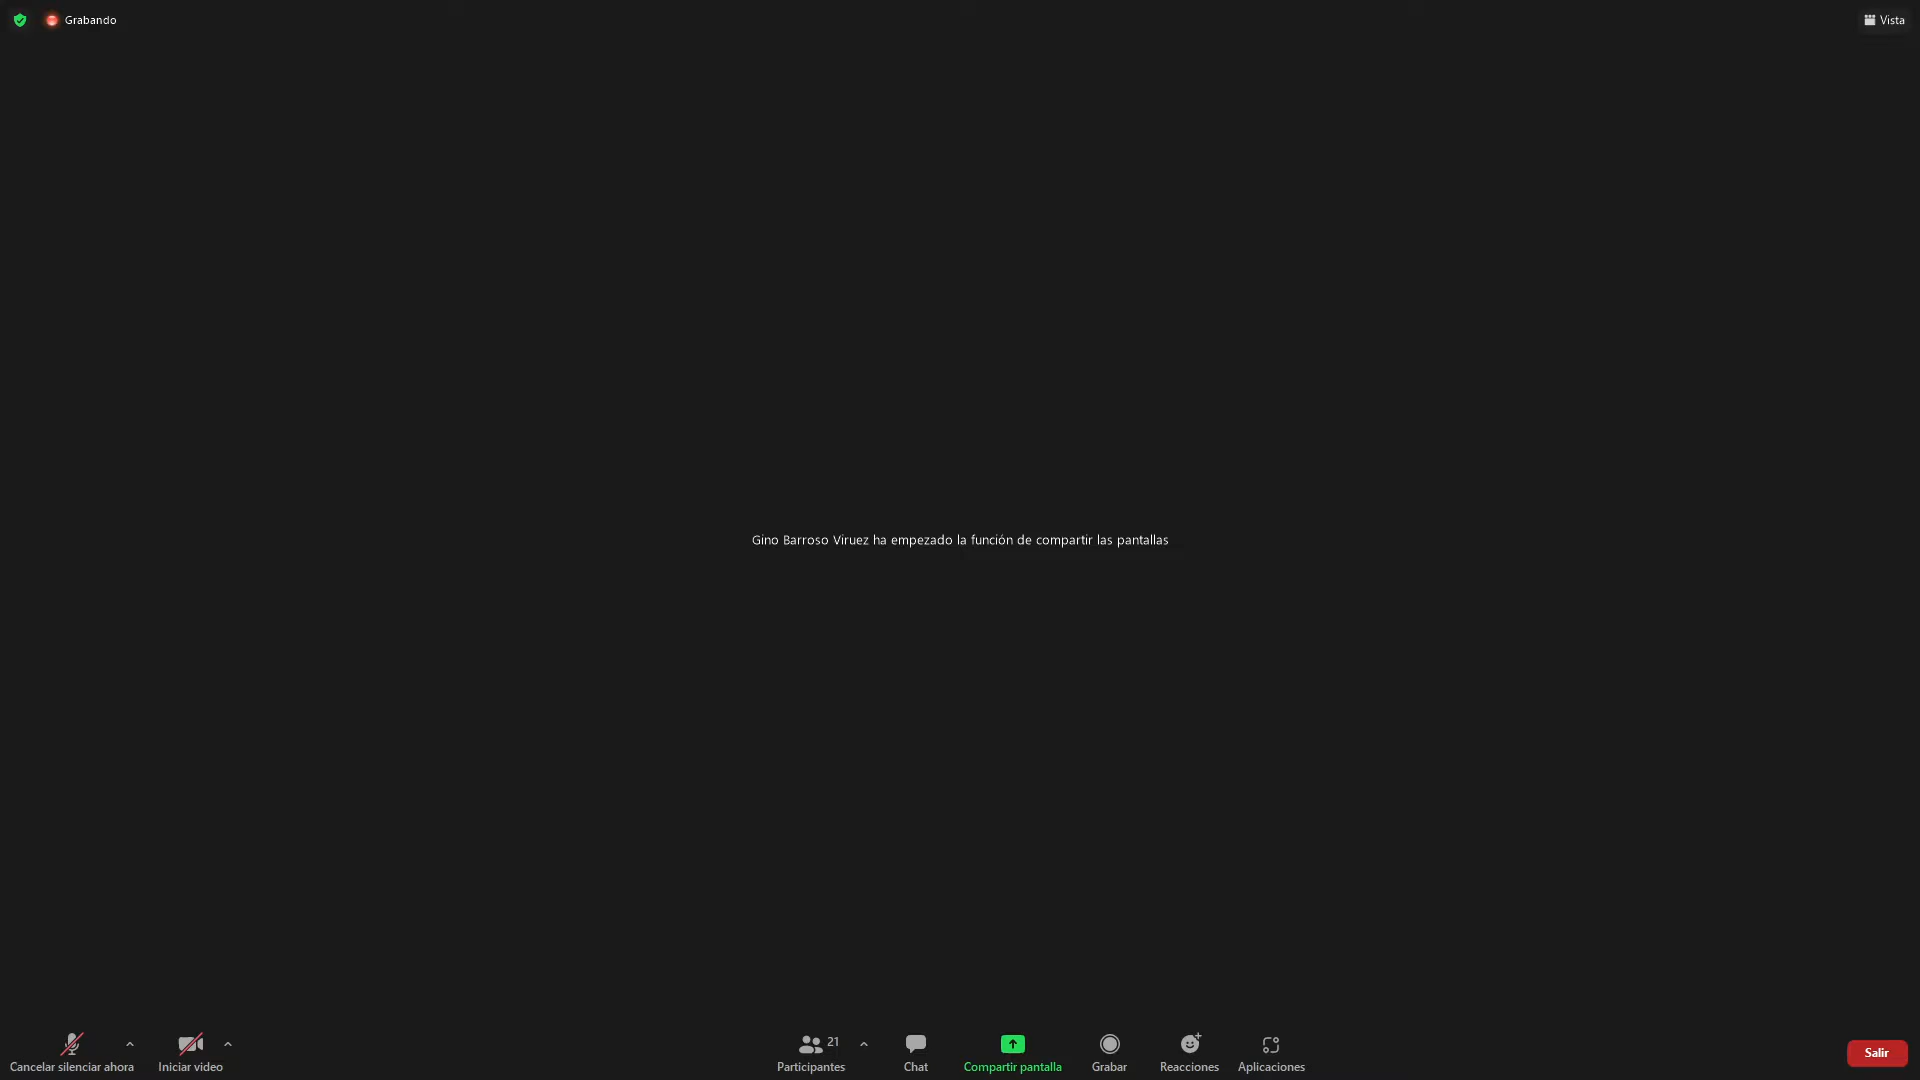 Grabando
Vista
Gino Barroso Viruez ha empezado la función de compartir las pantallas
21
Cancelar silenciar ahora
Iniciar video
Participantes
Chat
Compartir pantalla
Grabar
Reacciones
Aplicaciones
Salir